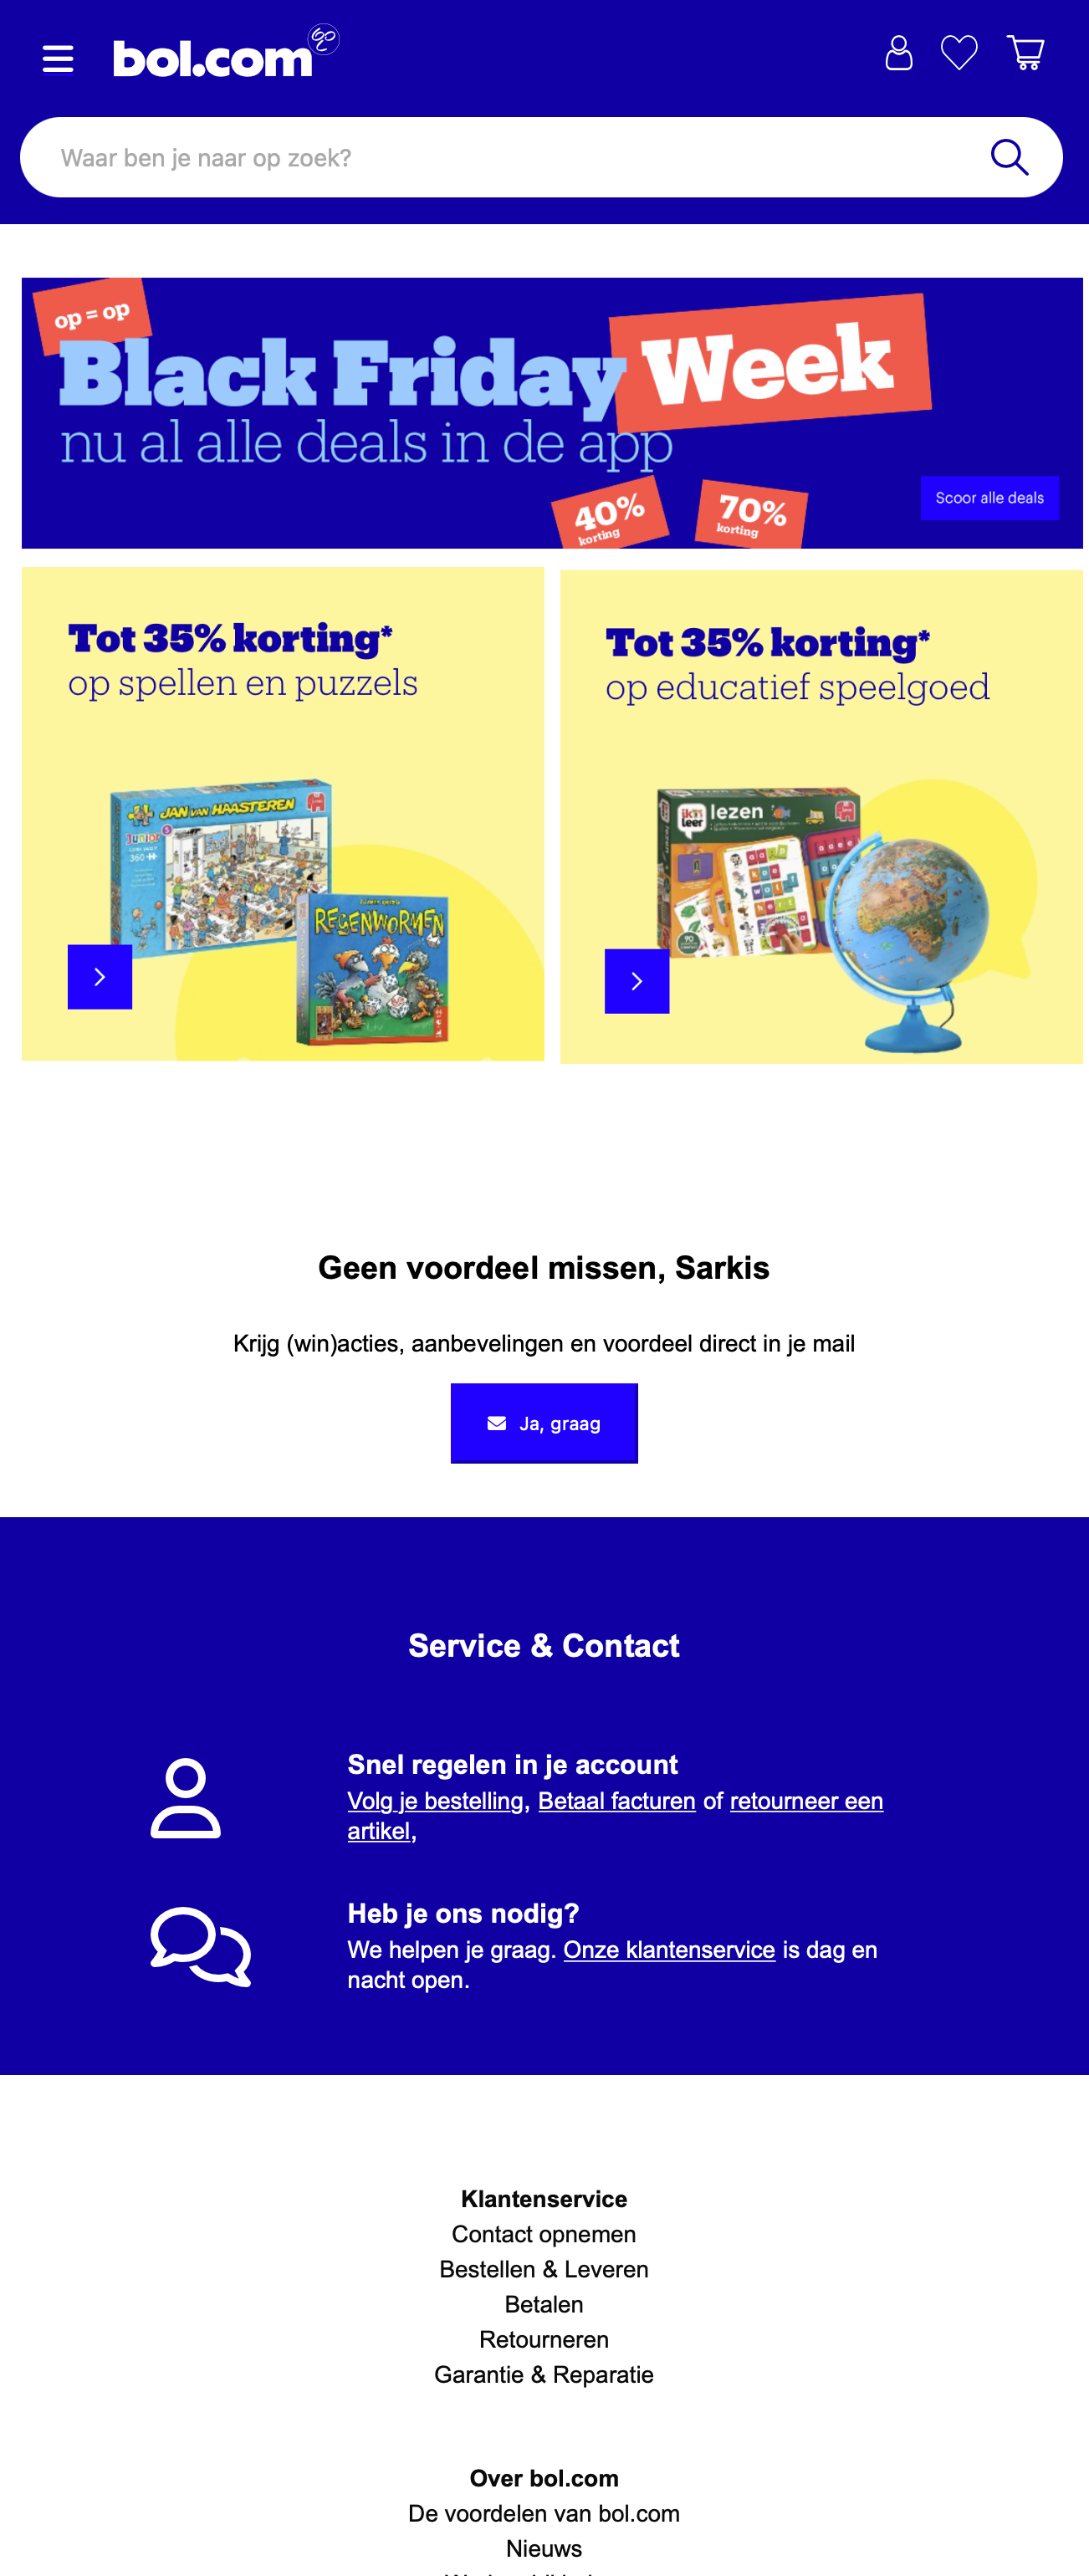 bol.com
Waar ben je naar op zoek?
op = op
Black Friday Week
nu al alle deals in de app
40%
korting
70%
korting
Scoor alle deals
Tot 35% korting*
op spellen en puzzels
Tot 35% korting*
op educatief speelgoed
JAN VAN HAASTEREN
Junior
360
REGENWORMEN
ik leer
lezen
Geen voordeel missen, Sarkis
Krijg (win)acties, aanbevelingen en voordeel direct in je mail
Ja, graag
Service & Contact
Snel regelen in je account
Volg je bestelling, Betaal facturen of retourneer een
artikel,
Heb je ons nodig?
We helpen je graag. Onze klantenservice is dag en
nacht open.
Klantenservice
Contact opnemen
Bestellen & Leveren
Betalen
Retourneren
Garantie & Reparatie
Over bol.com
De voordelen van bol.com
Nieuws